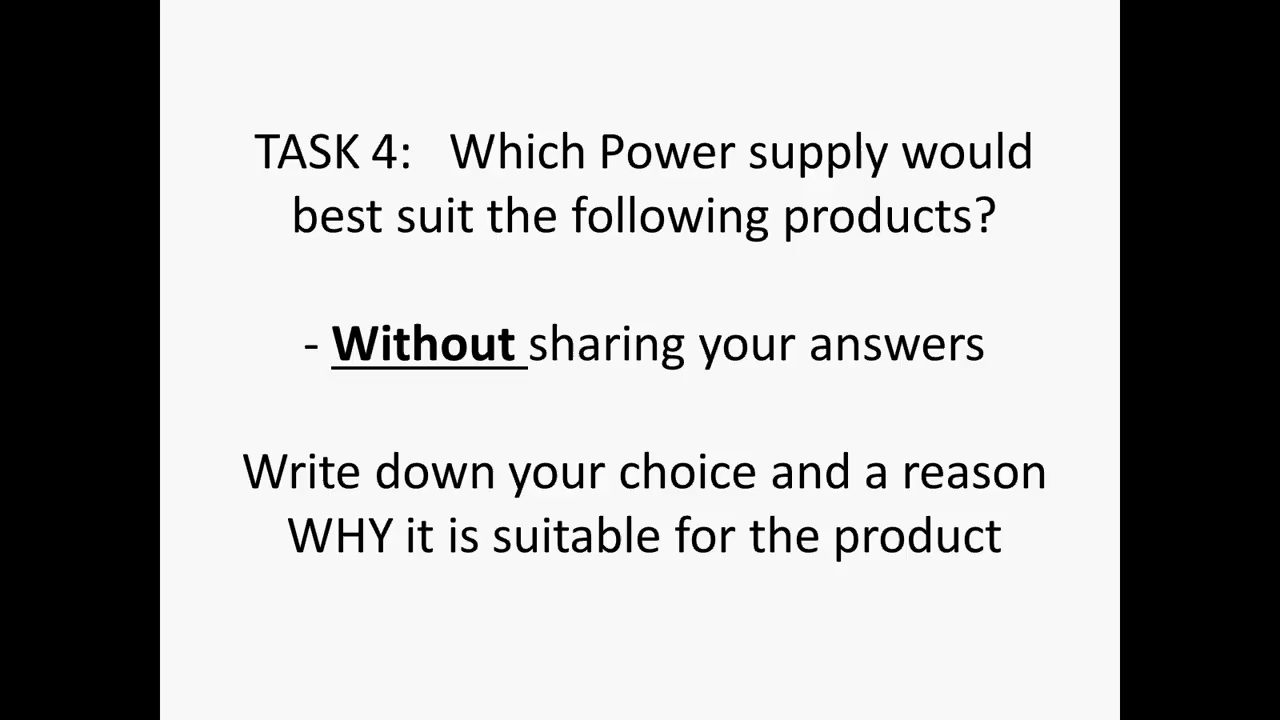 TASK 4:   Which Power supply would
best suit the following products?
- Without sharing your answers
Write down your choice and a reason
WHY it is suitable for the product